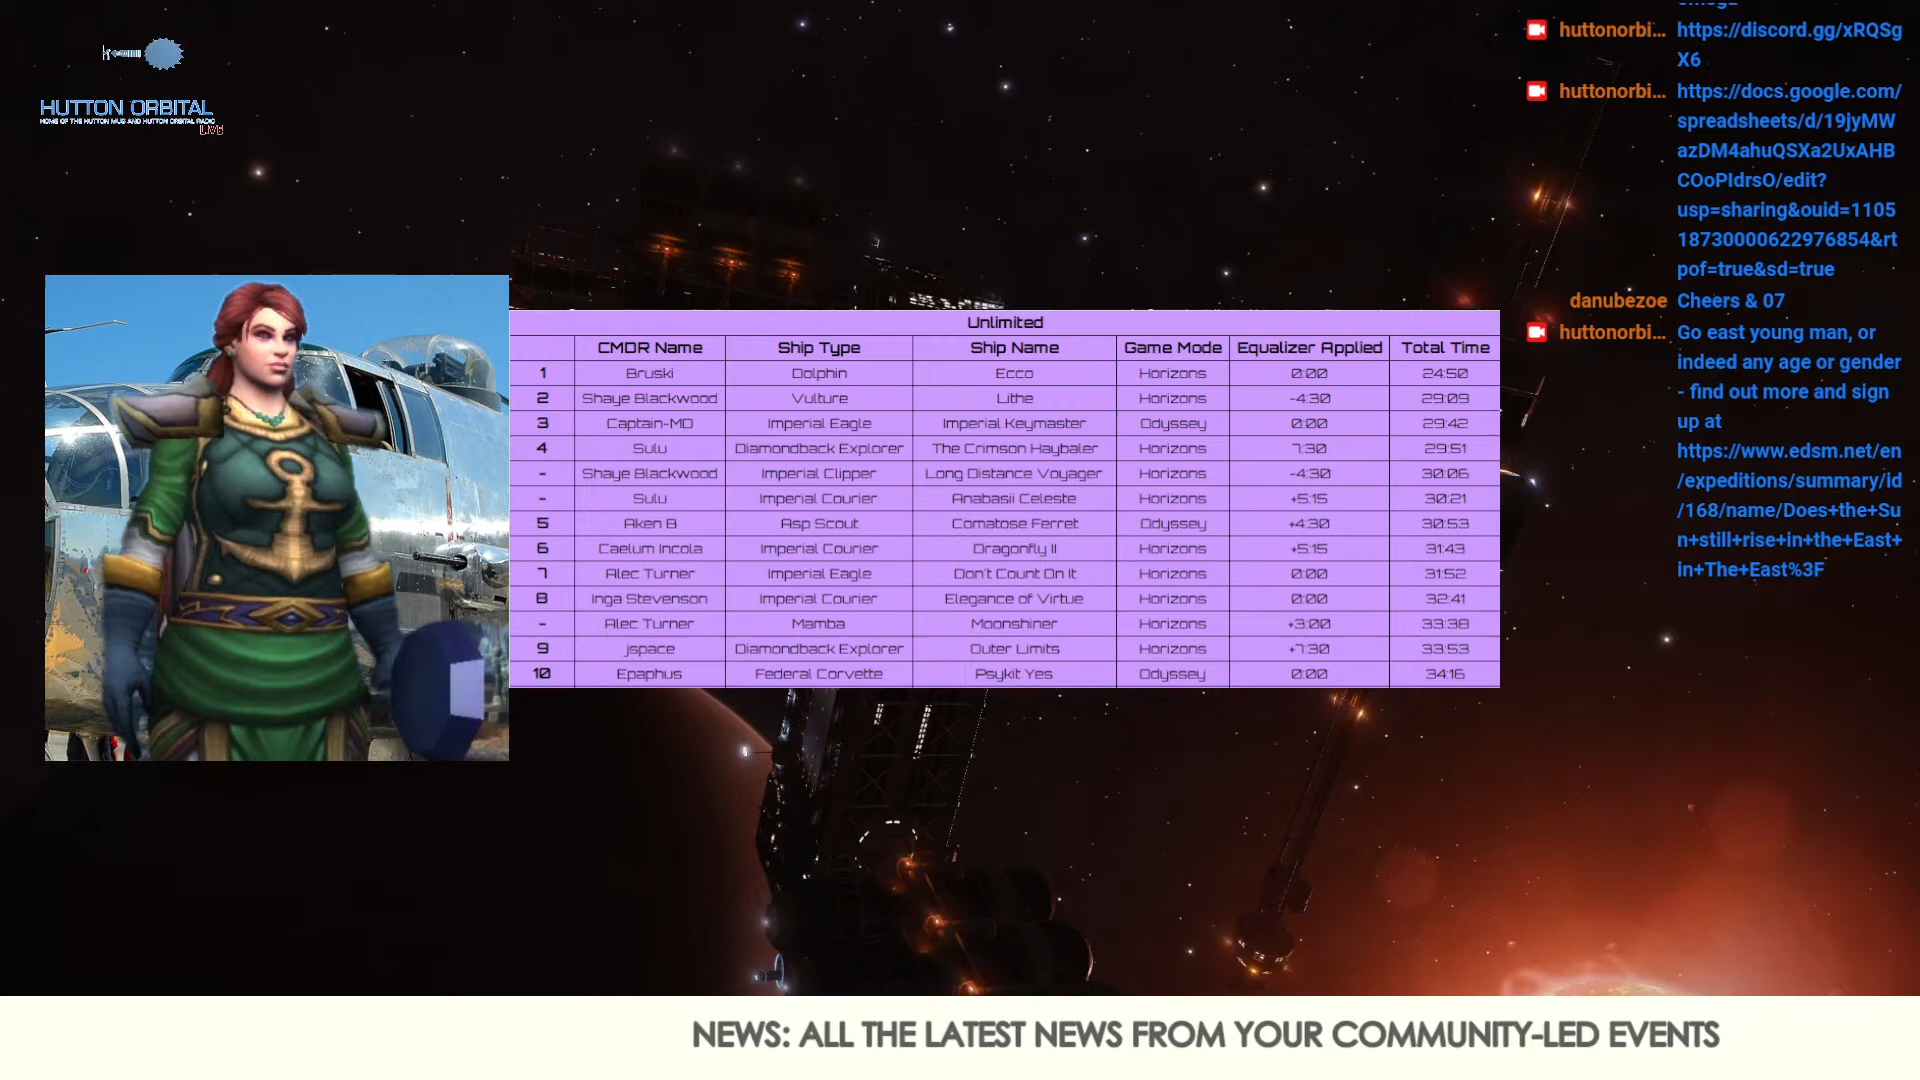 HUTTON ORBITAL
HOME OF THE HUTTON MUG AND HUTTON ORBITAL RADIO
LIVE
Unlimited
CMDR Name Ship Type Ship Name Game Mode Equalizer Applied Total Time
1 Bruski Dolphin Ecco Horizons 0:00 24:50
2 Shaye Blackwood Vulture Lithe Horizons -4:30 29:09
3 Captain-MD Imperial Eagle Imperial Keymaster Odyssey 0:00 29:42
4 Sulu Diamondback Explorer The Crimson Haybaler Horizons 7:30 29:51
- Shaye Blackwood Imperial Clipper Long Distance Voyager Horizons -4:30 30:06
- Sulu Imperial Courier Anabasii Celeste Horizons +5:15 30:21
5 Aken B Asp Scout Comatose Ferret Odyssey +4:30 30:53
6 Caelum Incola Imperial Courier Dragonfly II Horizons +5:15 31:43
7 Alec Turner Imperial Eagle Don't Count On It Horizons 0:00 31:52
8 Inga Stevenson Imperial Courier Elegance of Virtue Horizons 0:00 32:41
- Alec Turner Mamba Moonshiner Horizons +3:00 33:38
9 jspace Diamondback Explorer Outer Limits Horizons +7:30 33:53
10 Epaphus Federal Corvette Psykit Yes Odyssey 0:00 34:16
huttonorbi... https://discord.gg/xRQSg
X6
huttonorbi... https://docs.google.com/
spreadsheets/d/19jyMW
azDM4ahuQSXa2UxAHB
COoPIdrsO/edit?
usp=sharing&ouid=1105
18730000622976854&rt
pof=true&sd=true
danubezoe Cheers & 07
huttonorbi... Go east young man, or
indeed any age or gender
- find out more and sign
up at
https://www.edsm.net/en
/expeditions/summary/id
/168/name/Does+the+Su
n+still+rise+in+the+East+
in+The+East%3F
NEWS: ALL THE LATEST NEWS FROM YOUR COMMUNITY-LED EVENTS